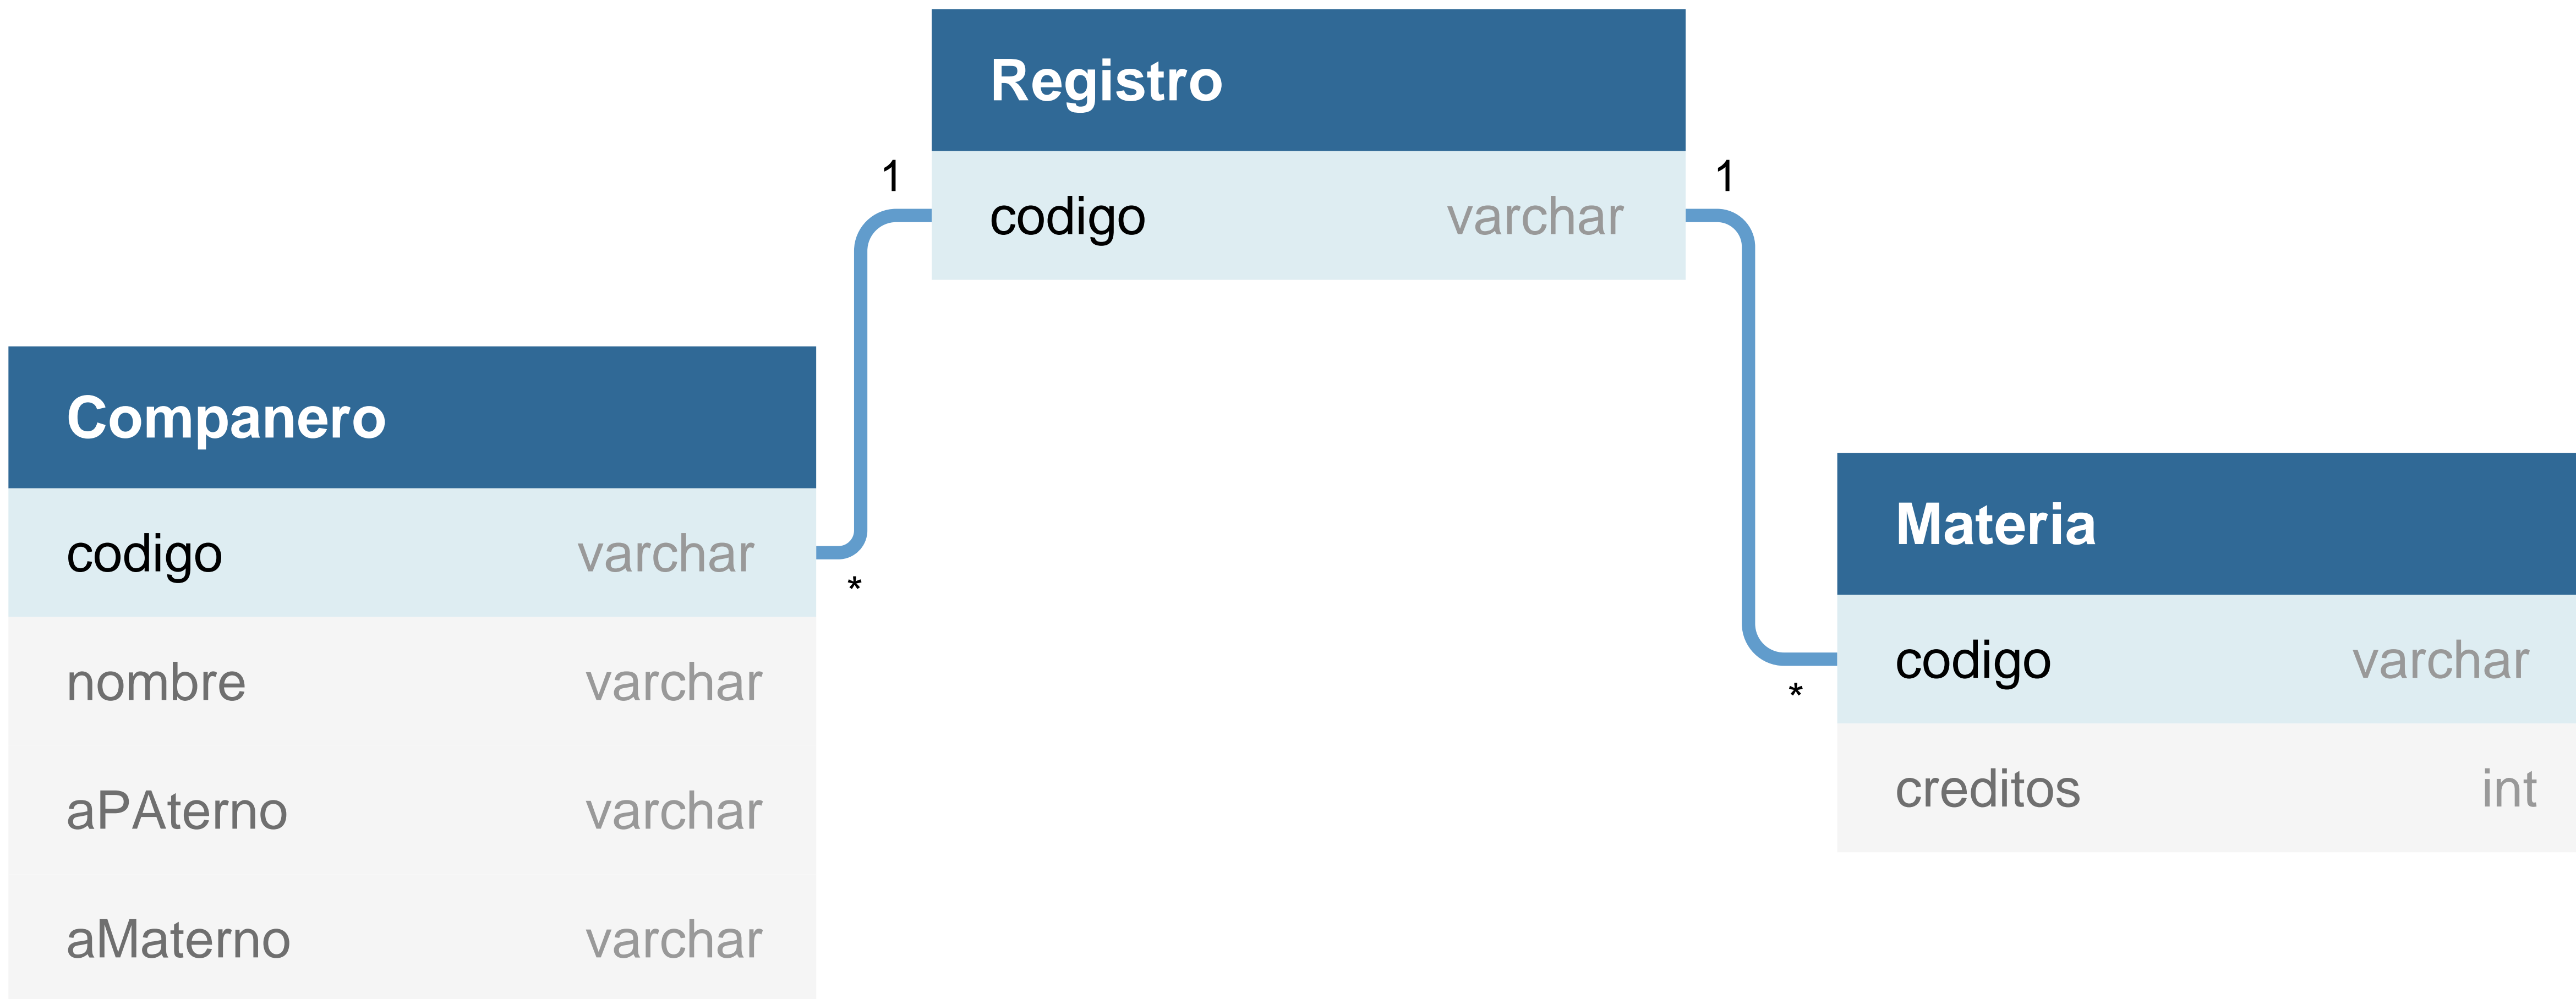 Registro
1
1
codigo varchar
Companero
codigo varchar
*
nombre varchar
aPAterno varchar
aMaterno varchar
Materia
codigo varchar
*
creditos int